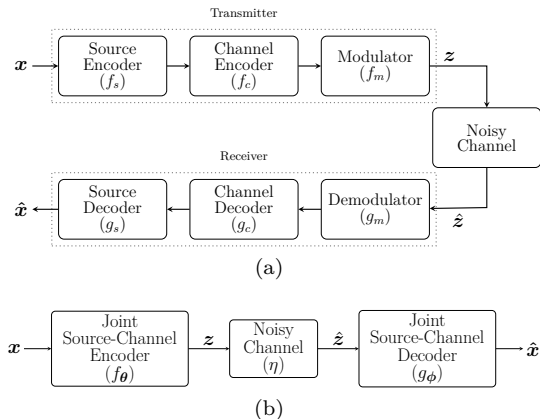 Transmitter
x
Source
Encoder
(f_s)
Channel
Encoder
(f_c)
Modulator
(f_m)
z
Noisy
Channel
Receiver
x̂
Source
Decoder
(g_s)
Channel
Decoder
(g_c)
Demodulator
(g_m)
ẑ
(a)
x
Joint
Source-Channel
Encoder
(f_θ)
z
Noisy
Channel
(η)
ẑ
Joint
Source-Channel
Decoder
(g_ϕ)
x̂
(b)